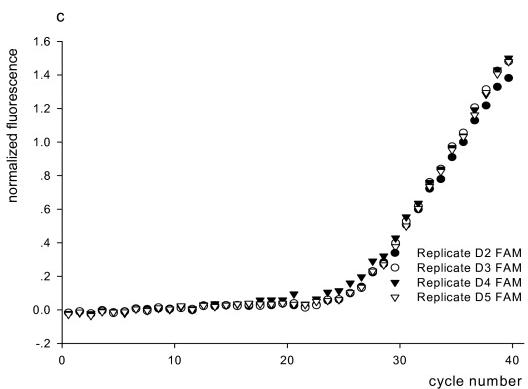 c
1.6
1.4
1.2
1.0
.8
.6
.4
.2
0.0
-.2
normalized fluorescence
Replicate D2 FAM
Replicate D3 FAM
Replicate D4 FAM
Replicate D5 FAM
0 10 20 30 40
cycle number